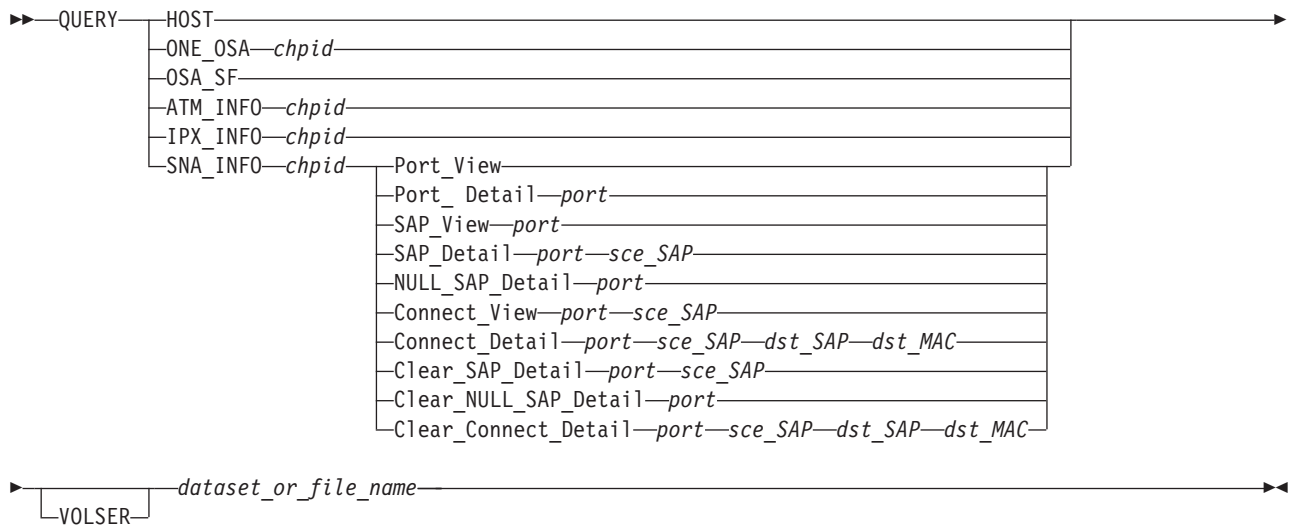 QUERY HOST
ONE_OSA chpid
OSA_SF
ATM_INFO chpid
IPX_INFO chpid
SNA_INFO chpid Port_View
Port_ Detail port
SAP_View port
SAP_Detail port sce_SAP
NULL_SAP_Detail port
Connect_View port sce_SAP
Connect_Detail port sce_SAP dst_SAP dst_MAC
Clear_SAP_Detail port sce_SAP
Clear_NULL_SAP_Detail port
Clear_Connect_Detail port sce_SAP dst_SAP dst_MAC
dataset_or_file_name
VOLSER